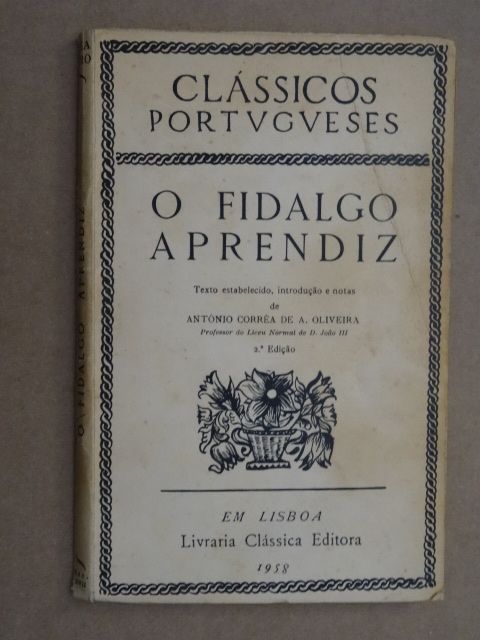 CLÁSSICOS
PORTVGVESES
O FIDALGO
APRENDIZ
Texto estabelecido, introdução e notas
de
ANTÓNIO CORRÊA DE A. OLIVEIRA
Professor do Liceu Normal de D. João III
2.ª Edição
EM LISBOA
Livraria Clássica Editora
1958
O FIDALGO APRENDIZ